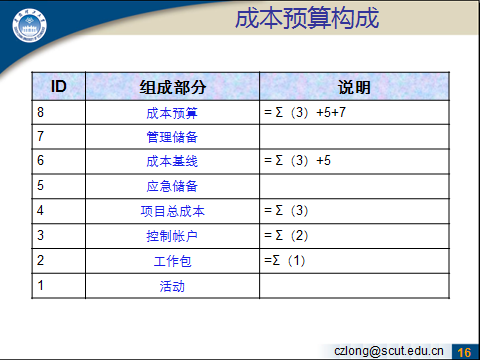 成本预算构成
ID 组成部分 说明
8 成本预算 = Σ（3）+5+7
7 管理储备
6 成本基线 = Σ（3）+5
5 应急储备
4 项目总成本 = Σ（3）
3 控制帐户 = Σ（2）
2 工作包 =Σ（1）
1 活动
czlong@scut.edu.cn 16